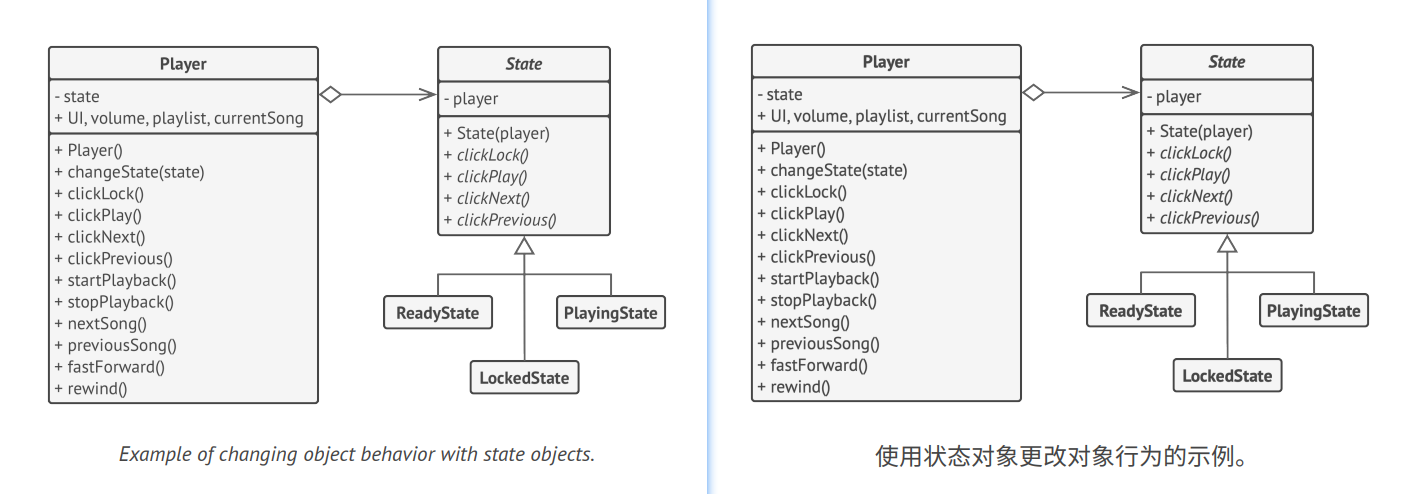 Player
- state
+ UI, volume, playlist, currentSong
+ Player()
+ changeState(state)
+ clickLock()
+ clickPlay()
+ clickNext()
+ clickPrevious()
+ startPlayback()
+ stopPlayback()
+ nextSong()
+ previousSong()
+ fastForward()
+ rewind()
State
- player
+ State(player)
+ clickLock()
+ clickPlay()
+ clickNext()
+ clickPrevious()
ReadyState
PlayingState
LockedState
Example of changing object behavior with state objects.
Player
- state
+ UI, volume, playlist, currentSong
+ Player()
+ changeState(state)
+ clickLock()
+ clickPlay()
+ clickNext()
+ clickPrevious()
+ startPlayback()
+ stopPlayback()
+ nextSong()
+ previousSong()
+ fastForward()
+ rewind()
State
- player
+ State(player)
+ clickLock()
+ clickPlay()
+ clickNext()
+ clickPrevious()
ReadyState
PlayingState
LockedState
使用状态对象更改对象行为的示例。